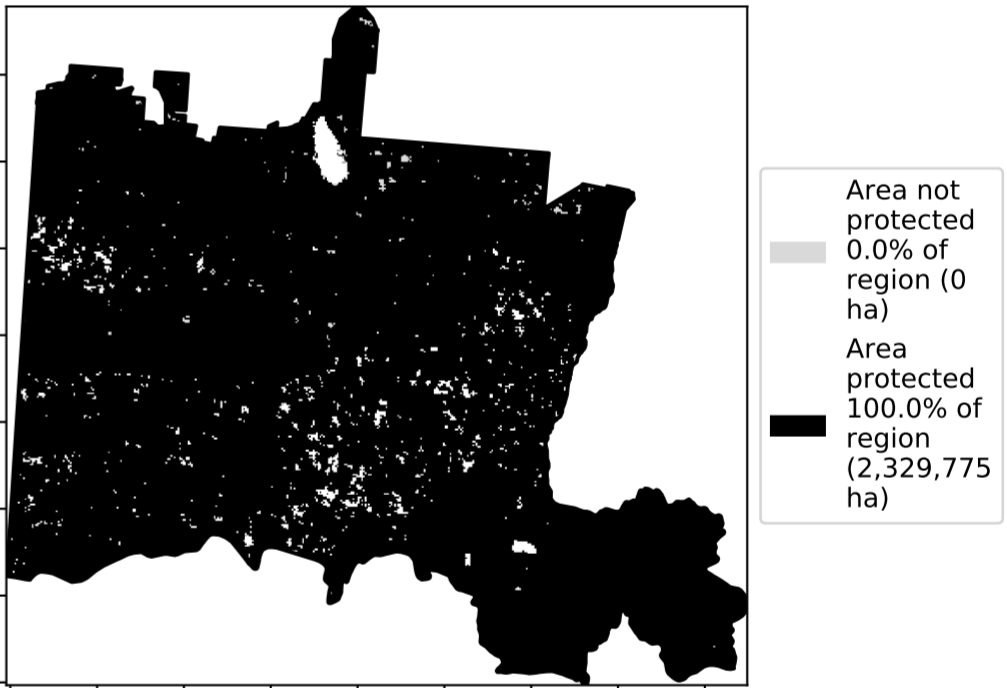 Area not
protected
0.0% of
region (0
ha)
Area
protected
100.0% of
region
(2,329,775
ha)